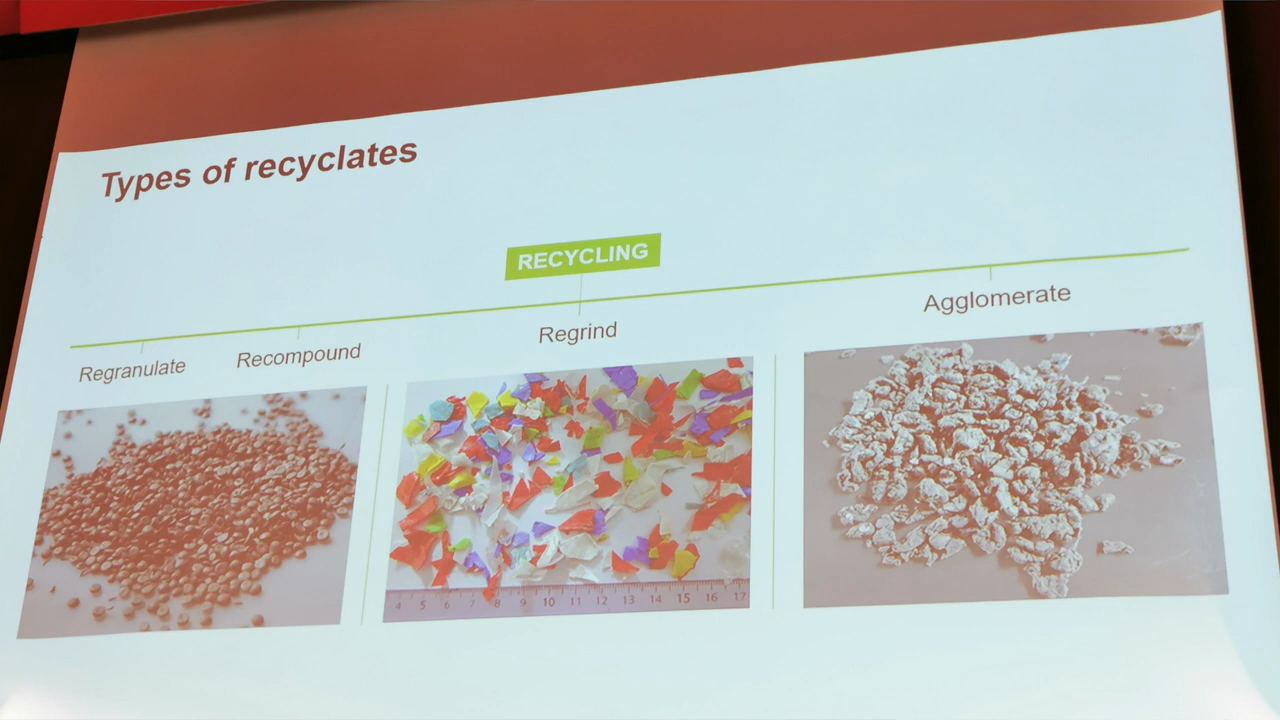 Types of recyclates
RECYCLING
Regranulate
Recompound
Regrind
Agglomerate
4 5 6 7 8 9 10 11 12 13 14 15 16 17